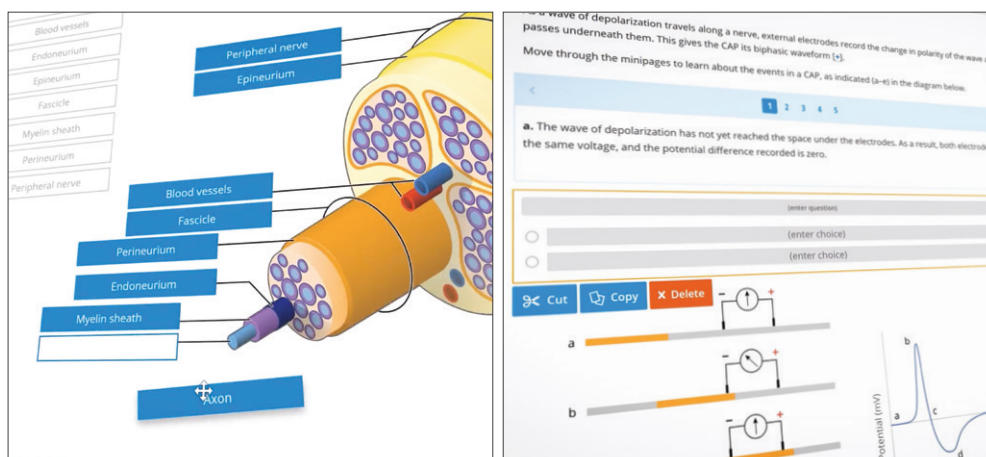 Blood vessels
Endoneurium
Epineurium
Fascicle
Myelin sheath
Perineurium
Peripheral nerve
Peripheral nerve
Epineurium
Blood vessels
Fascicle
Perineurium
Endoneurium
Myelin sheath
Axon
a wave of depolarization travels along a nerve, external electrodes record the change in polarity of the wave
passes underneath them. This gives the CAP its biphasic waveform [+].
Move through the minipages to learn about the events in a CAP, as indicated (a–e) in the diagram below.
<
1 2 3 4 5
a. The wave of depolarization has not yet reached the space under the electrodes. As a result, both
the same voltage, and the potential difference recorded is zero.
(enter question)
(enter choice)
(enter choice)
Cut
Copy
X Delete
− +
a
− +
b
− +
Potential (mV)
a
b
c
d